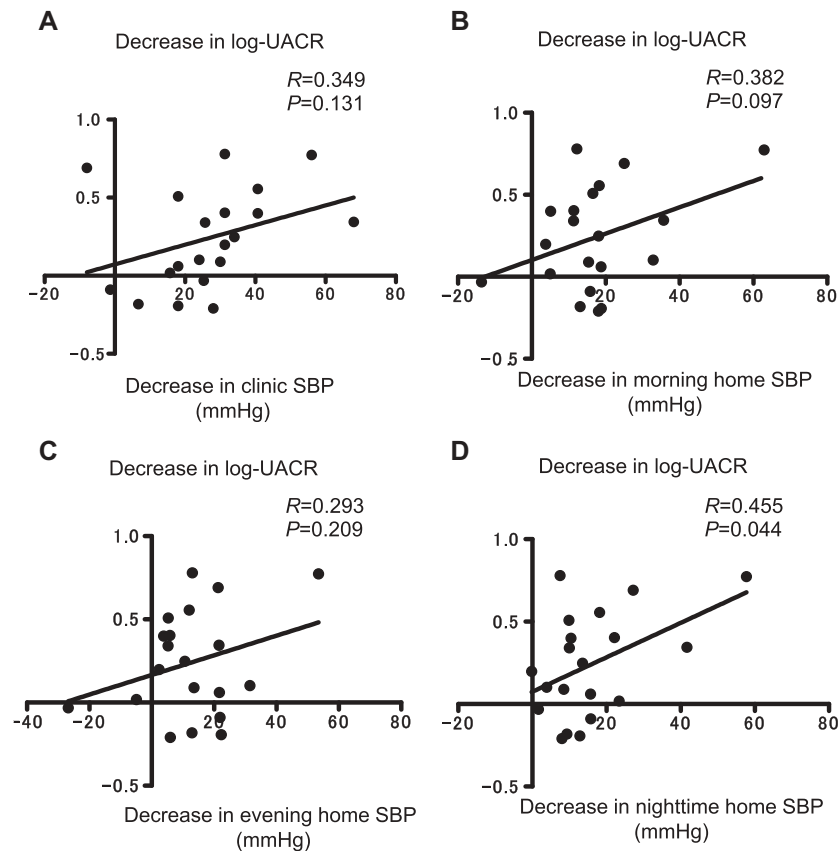 A
Decrease in log-UACR
R=0.349
P=0.131
1.0
0.5
-20
20
40
60
80
-0.5
Decrease in clinic SBP
(mmHg)
B
Decrease in log-UACR
R=0.382
P=0.097
1.0
0.5
-20
0
20
40
60
80
-0.5
Decrease in morning home SBP
(mmHg)
C
Decrease in log-UACR
R=0.293
P=0.209
1.0
0.5
-40
-20
0
20
40
60
80
-0.5
Decrease in evening home SBP
(mmHg)
D
Decrease in log-UACR
R=0.455
P=0.044
1.0
0.5
-20
0
20
40
60
80
-0.5
Decrease in nighttime home SBP
(mmHg)